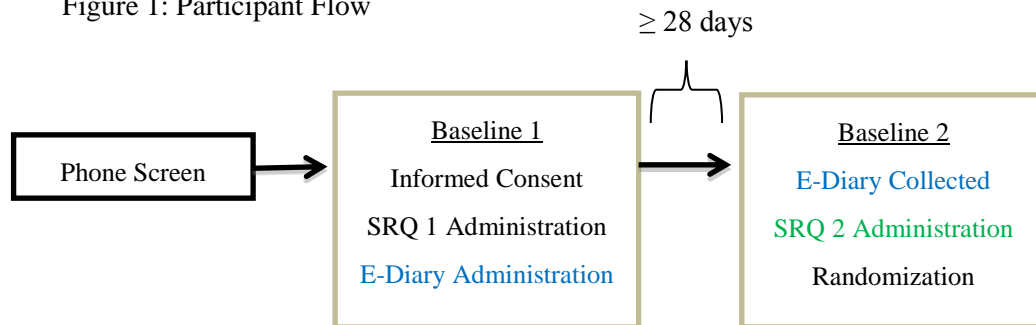 Figure 1: Participant Flow
≥ 28 days
Phone Screen
Baseline 1
Informed Consent
SRQ 1 Administration
E-Diary Administration
Baseline 2
E-Diary Collected
SRQ 2 Administration
Randomization